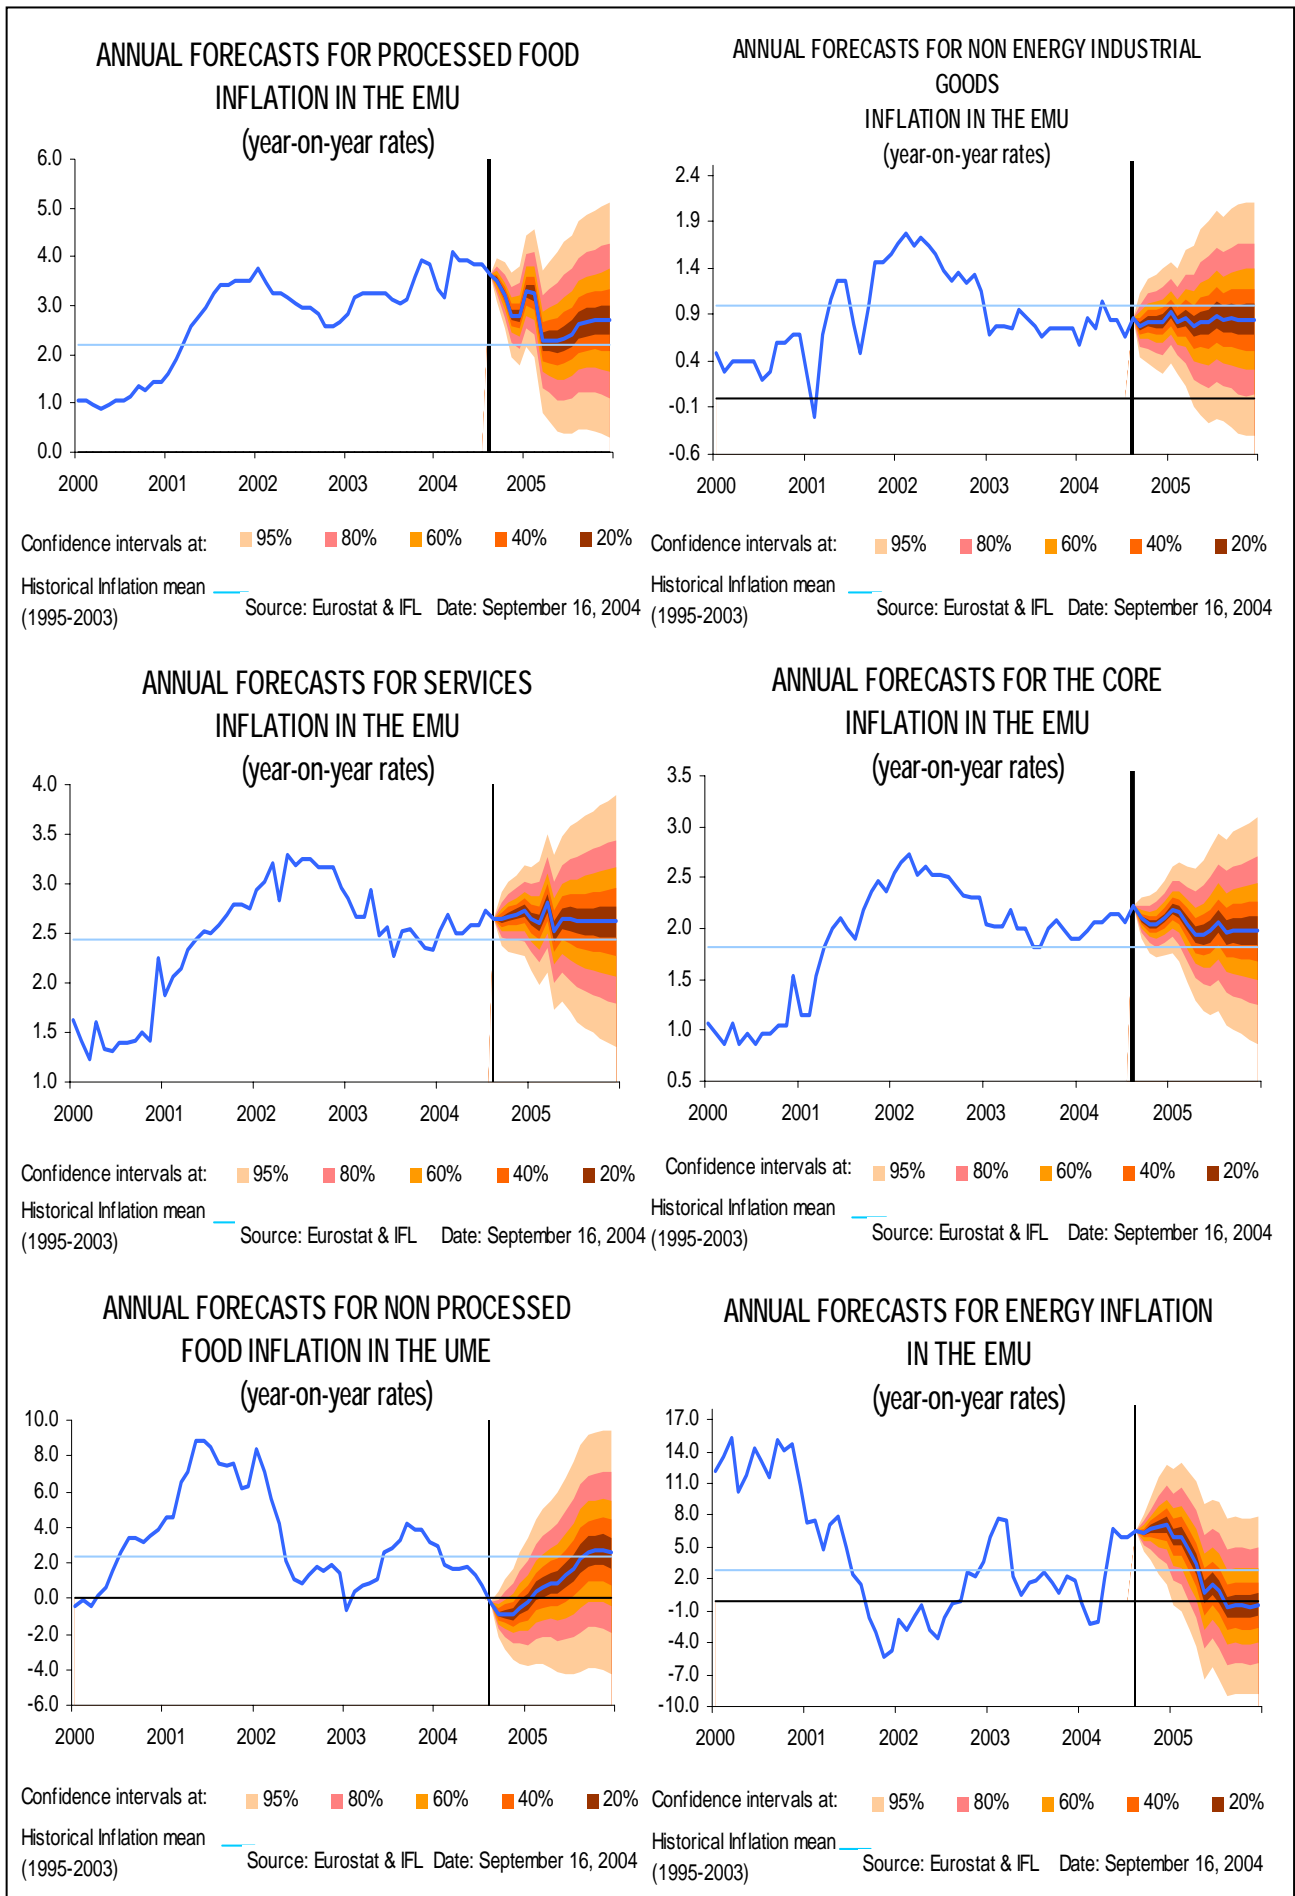 ANNUAL FORECASTS FOR PROCESSED FOOD
INFLATION IN THE EMU
(year-on-year rates)
6.0
5.0
4.0
3.0
2.0
1.0
0.0
2000 2001 2002 2003 2004 2005
Confidence intervals at: 95% 80% 60% 40% 20%
Historical Inflation mean
(1995-2003)
Source: Eurostat & IFL Date: September 16, 2004
ANNUAL FORECASTS FOR NON ENERGY INDUSTRIAL
GOODS
INFLATION IN THE EMU
(year-on-year rates)
2.4
1.9
1.4
0.9
0.4
-0.1
-0.6
2000 2001 2002 2003 2004 2005
Confidence intervals at: 95% 80% 60% 40% 20%
Historical Inflation mean
(1995-2003)
Source: Eurostat & IFL Date: September 16, 2004
ANNUAL FORECASTS FOR SERVICES
INFLATION IN THE EMU
(year-on-year rates)
4.0
3.5
3.0
2.5
2.0
1.5
1.0
2000 2001 2002 2003 2004 2005
Confidence intervals at: 95% 80% 60% 40% 20%
Historical Inflation mean
(1995-2003)
Source: Eurostat & IFL Date: September 16, 2004
ANNUAL FORECASTS FOR THE CORE
INFLATION IN THE EMU
(year-on-year rates)
3.5
3.0
2.5
2.0
1.5
1.0
0.5
2000 2001 2002 2003 2004 2005
Confidence intervals at: 95% 80% 60% 40% 20%
Historical Inflation mean
(1995-2003)
Source: Eurostat & IFL Date: September 16, 2004
ANNUAL FORECASTS FOR NON PROCESSED
FOOD INFLATION IN THE UME
(year-on-year rates)
10.0
8.0
6.0
4.0
2.0
0.0
-2.0
-4.0
-6.0
2000 2001 2002 2003 2004 2005
Confidence intervals at: 95% 80% 60% 40% 20%
Historical Inflation mean
(1995-2003)
Source: Eurostat & IFL Date: September 16, 2004
ANNUAL FORECASTS FOR ENERGY INFLATION
IN THE EMU
(year-on-year rates)
17.0
14.0
11.0
8.0
5.0
2.0
-1.0
-4.0
-7.0
-10.0
2000 2001 2002 2003 2004 2005
Confidence intervals at: 95% 80% 60% 40% 20%
Historical Inflation mean
(1995-2003)
Source: Eurostat & IFL Date: September 16, 2004